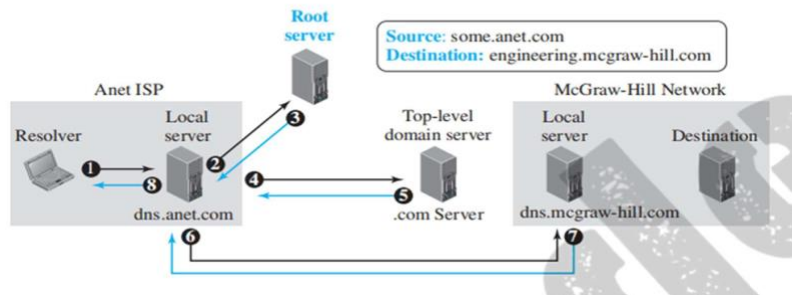 Root
server
Source: some.anet.com
Destination: engineering.mcgraw-hill.com
Anet ISP
McGraw-Hill Network
Resolver
Local
server
Top-level
domain server
Local
server
Destination
1
2
3
4
5
6
7
8
dns.anet.com
.com Server
dns.mcgraw-hill.com